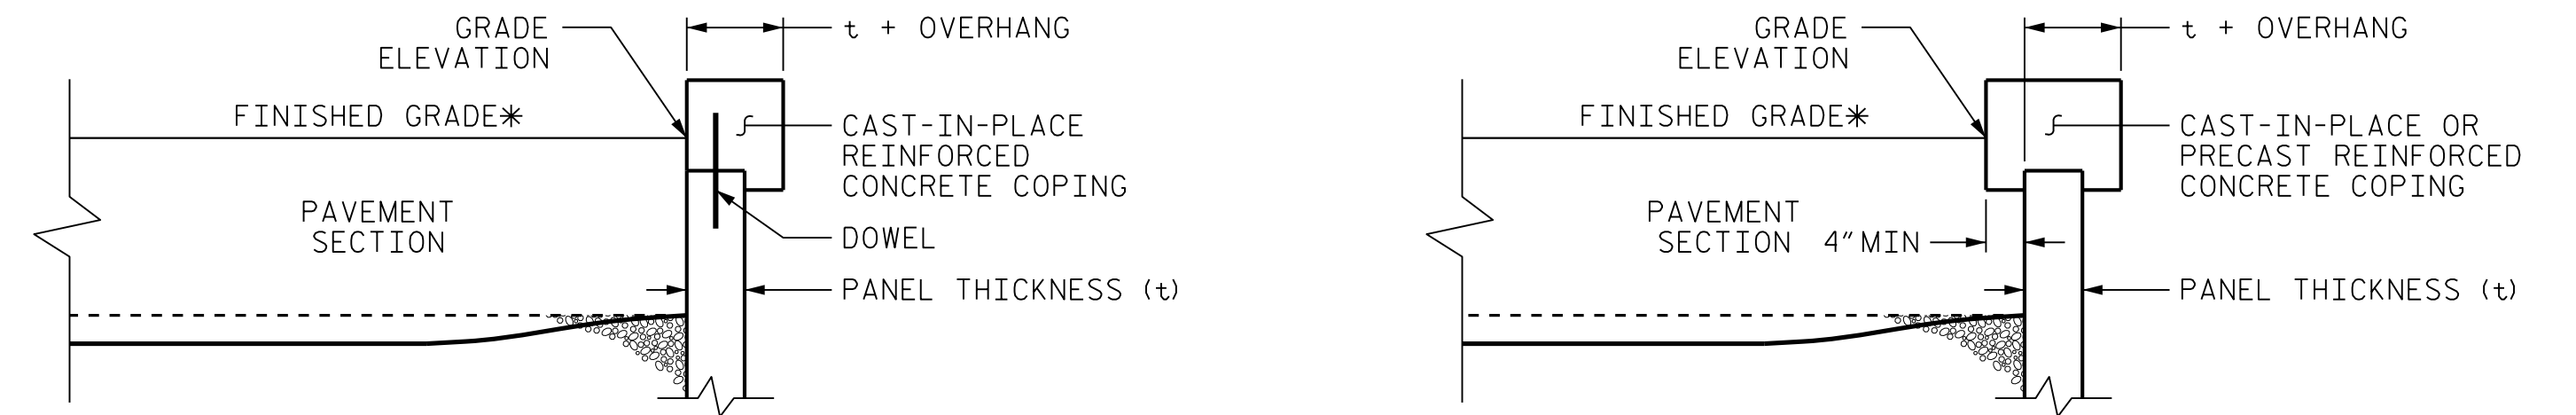 GRADE
ELEVATION
t + OVERHANG
FINISHED GRADE*
CAST-IN-PLACE
REINFORCED
CONCRETE COPING
PAVEMENT
SECTION
DOWEL
PANEL THICKNESS (t)
GRADE
ELEVATION
t + OVERHANG
FINISHED GRADE*
CAST-IN-PLACE OR
PRECAST REINFORCED
CONCRETE COPING
PAVEMENT
SECTION
4"MIN
PANEL THICKNESS (t)